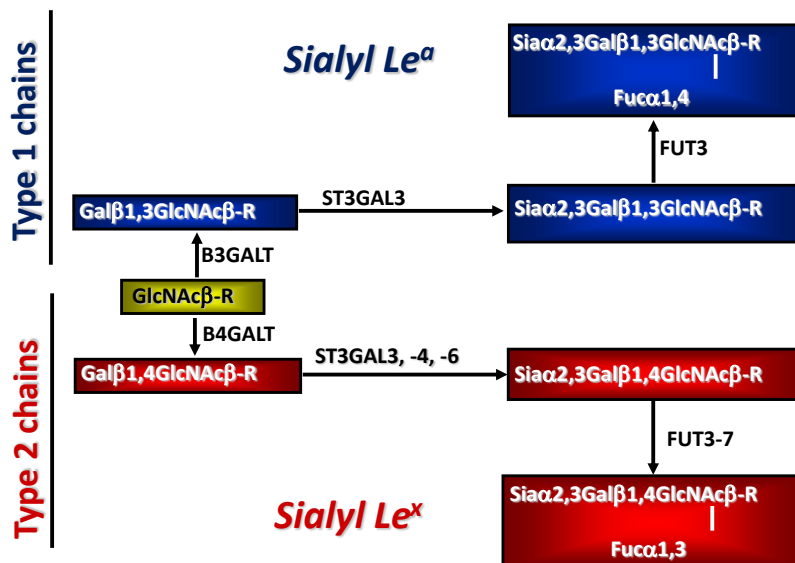 Type 1 chains
Sialyl Leᵃ
Siaα2,3Galβ1,3GlcNAcβ-R
Fucα1,4
FUT3
Galβ1,3GlcNAcβ-R
ST3GAL3
Siaα2,3Galβ1,3GlcNAcβ-R
B3GALT
GlcNAcβ-R
B4GALT
Type 2 chains
Galβ1,4GlcNAcβ-R
ST3GAL3, -4, -6
Siaα2,3Galβ1,4GlcNAcβ-R
FUT3-7
Sialyl Leˣ
Siaα2,3Galβ1,4GlcNAcβ-R
Fucα1,3